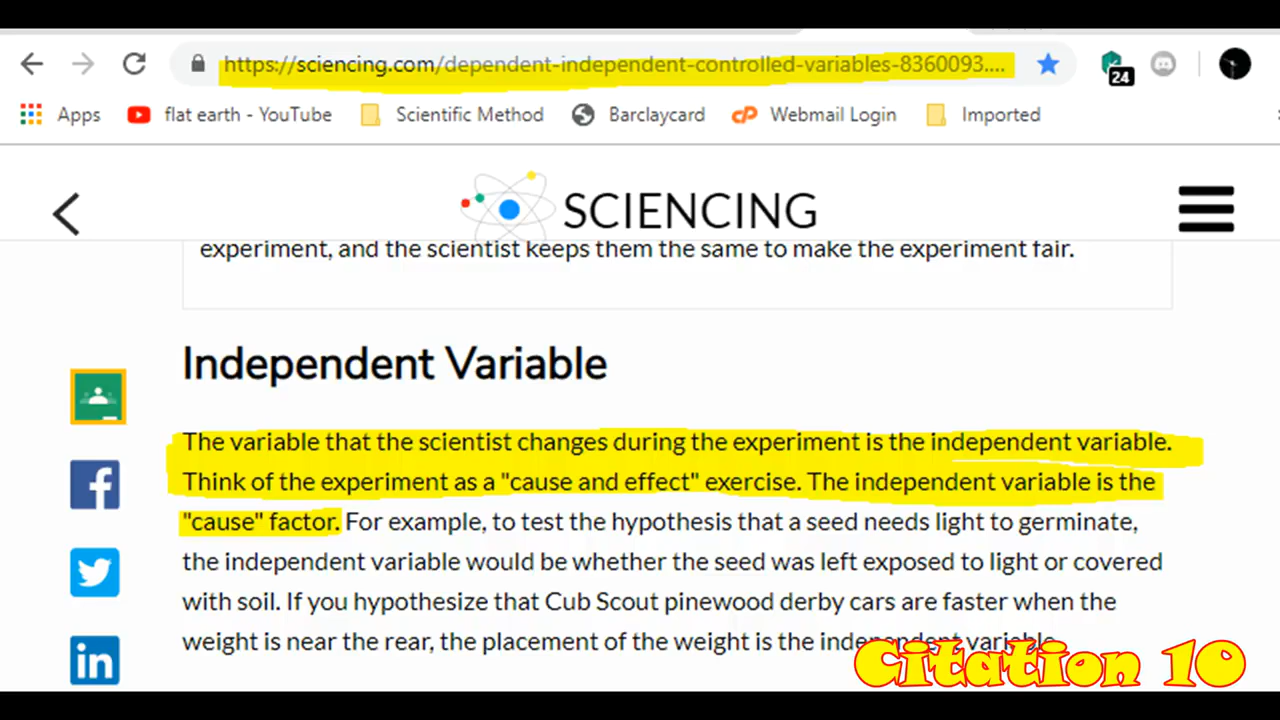 https://sciencing.com/dependent-independent-controlled-variables-8360093....
24
Apps flat earth - YouTube Scientific Method Barclaycard Webmail Login Imported
SCIENCING
experiment, and the scientist keeps them the same to make the experiment fair.
Independent Variable
The variable that the scientist changes during the experiment is the independent variable.
Think of the experiment as a "cause and effect" exercise. The independent variable is the
"cause" factor. For example, to test the hypothesis that a seed needs light to germinate,
the independent variable would be whether the seed was left exposed to light or covered
with soil. If you hypothesize that Cub Scout pinewood derby cars are faster when the
weight is near the rear, the placement of the weight is the independent variable.
Citation 10